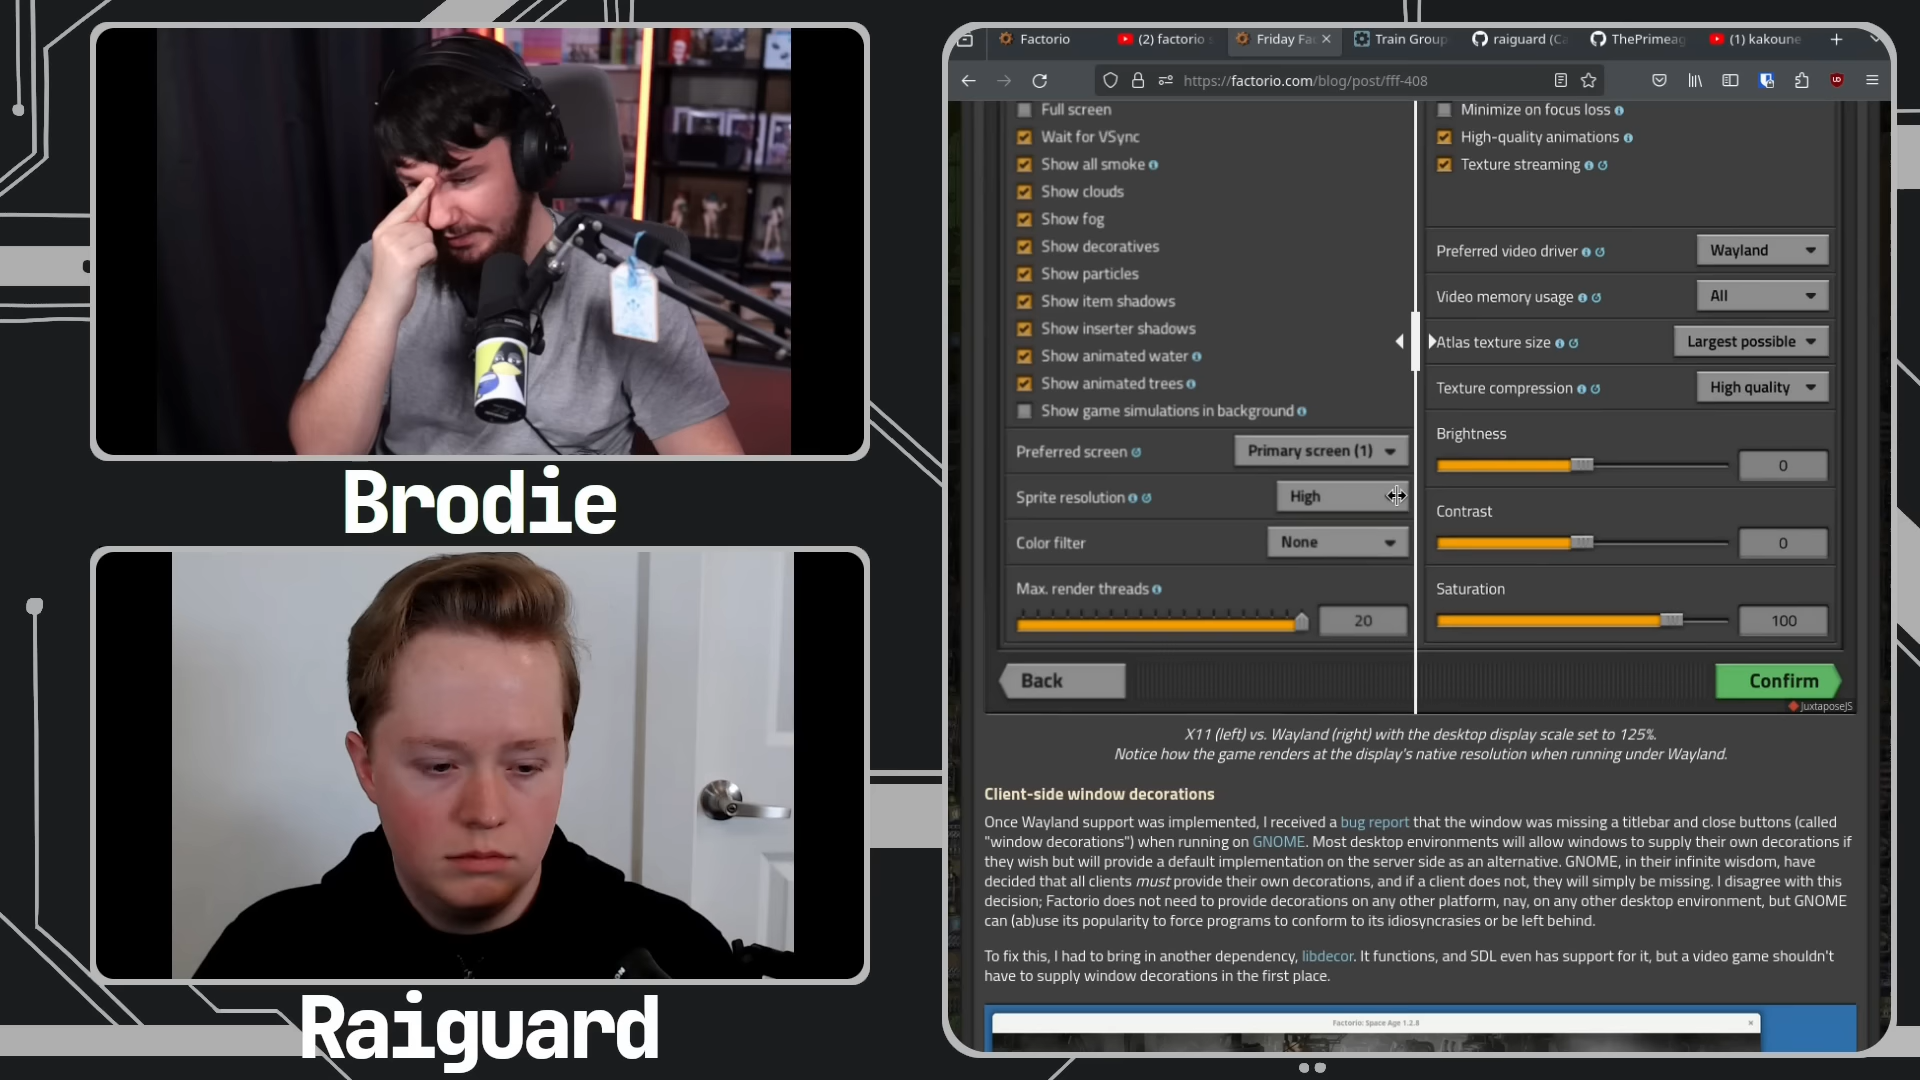 Brodie
Raiguard
Factorio
(2) factorio s
Friday Fa
Train Group
raiguard (Ca
ThePrimeag
(1) kakoune
https://factorio.com/blog/post/fff-408
Full screen
Wait for VSync
Show all smoke
Show clouds
Show fog
Show decoratives
Show particles
Show item shadows
Show inserter shadows
Show animated water
Show animated trees
Show game simulations in background
Preferred screen Primary screen (1)
Sprite resolution High
Color filter None
Max. render threads
20
Minimize on focus loss
High-quality animations
Texture streaming
Preferred video driver Wayland
Video memory usage All
Atlas texture size Largest possible
Texture compression High quality
Brightness
0
Contrast
0
Saturation
100
Back
Confirm
JuxtaposeJS
X11 (left) vs. Wayland (right) with the desktop display scale set to 125%.
Notice how the game renders at the display's native resolution when running under Wayland.
Client-side window decorations
Once Wayland support was implemented, I received a bug report that the window was missing a titlebar and close buttons (called
"window decorations") when running on GNOME. Most desktop environments will allow windows to supply their own decorations if
they wish but will provide a default implementation on the server side as an alternative. GNOME, in their infinite wisdom, have
decided that all clients must provide their own decorations, and if a client does not, they will simply be missing. I disagree with this
decision; Factorio does not need to provide decorations on any other platform, nay, on any other desktop environment, but GNOME
can (ab)use its popularity to force programs to conform to its idiosyncrasies or be left behind.
To fix this, I had to bring in another dependency, libdecor. It functions, and SDL even has support for it, but a video game shouldn't
have to supply window decorations in the first place.
Factorio: Space Age 1.2.8